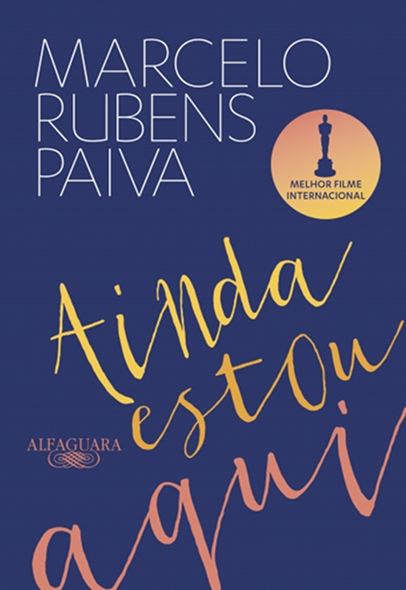 MARCELO
RUBENS
PAIVA
MELHOR FILME
INTERNACIONAL
Ainda
estou
aqui
ALFAGUARA